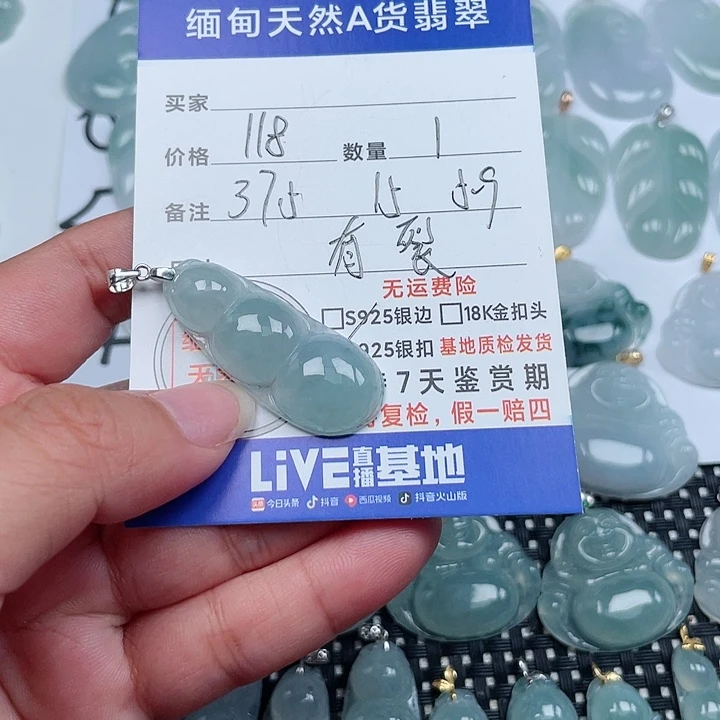 缅甸天然A货翡翠
买家
价格 118 数量 1
备注 37.5 15 5.9
有裂
无运费险
□S925银边 □18K金扣头
925银扣 基地质检发货
7天鉴赏期
复检，假一赔四
LiVE直播基地
今日头条 抖音 西瓜视频 抖音火山版